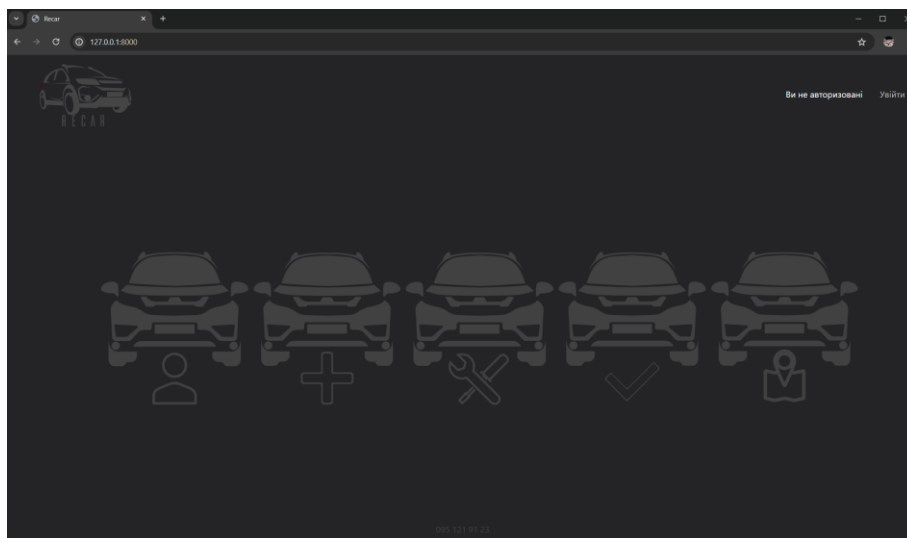 Recar
127.0.0.1:8000
Ви не авторизовані Увійти
RECAR
095 321 91 23